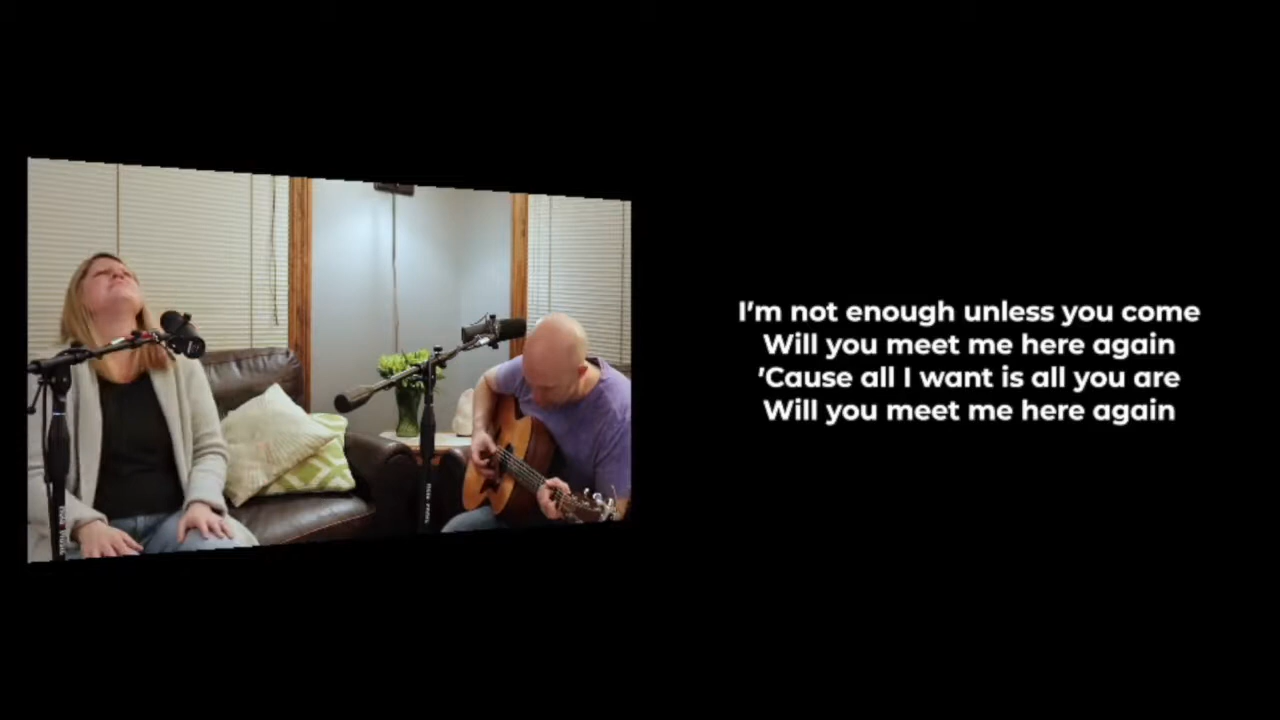 I'm not enough unless you come
Will you meet me here again
'Cause all I want is all you are
Will you meet me here again